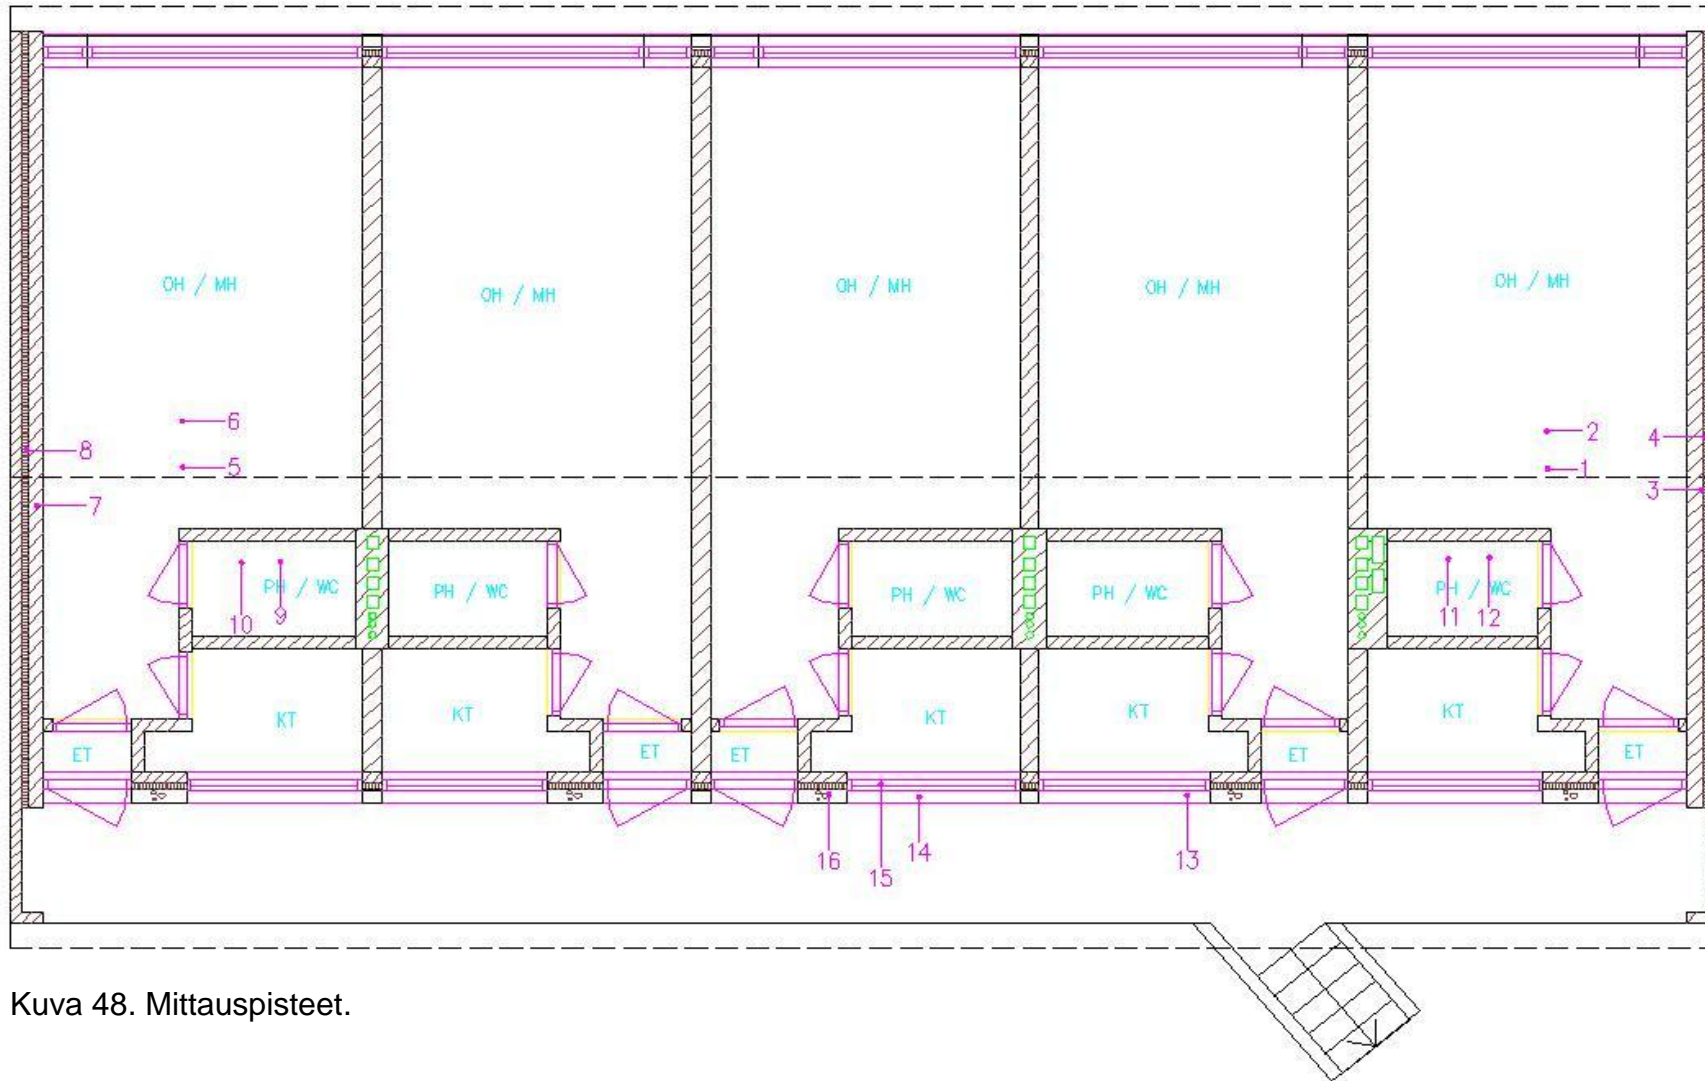 OH / MH
OH / MH
OH / MH
OH / MH
OH / MH
6
8
5
7
2
4
1
3
PH / WC
PH / WC
PH / WC
PH / WC
PH / WC
10
9
11
12
KT
KT
KT
KT
KT
ET
ET
ET
ET
ET
16
15
14
13
Kuva 48. Mittauspisteet.